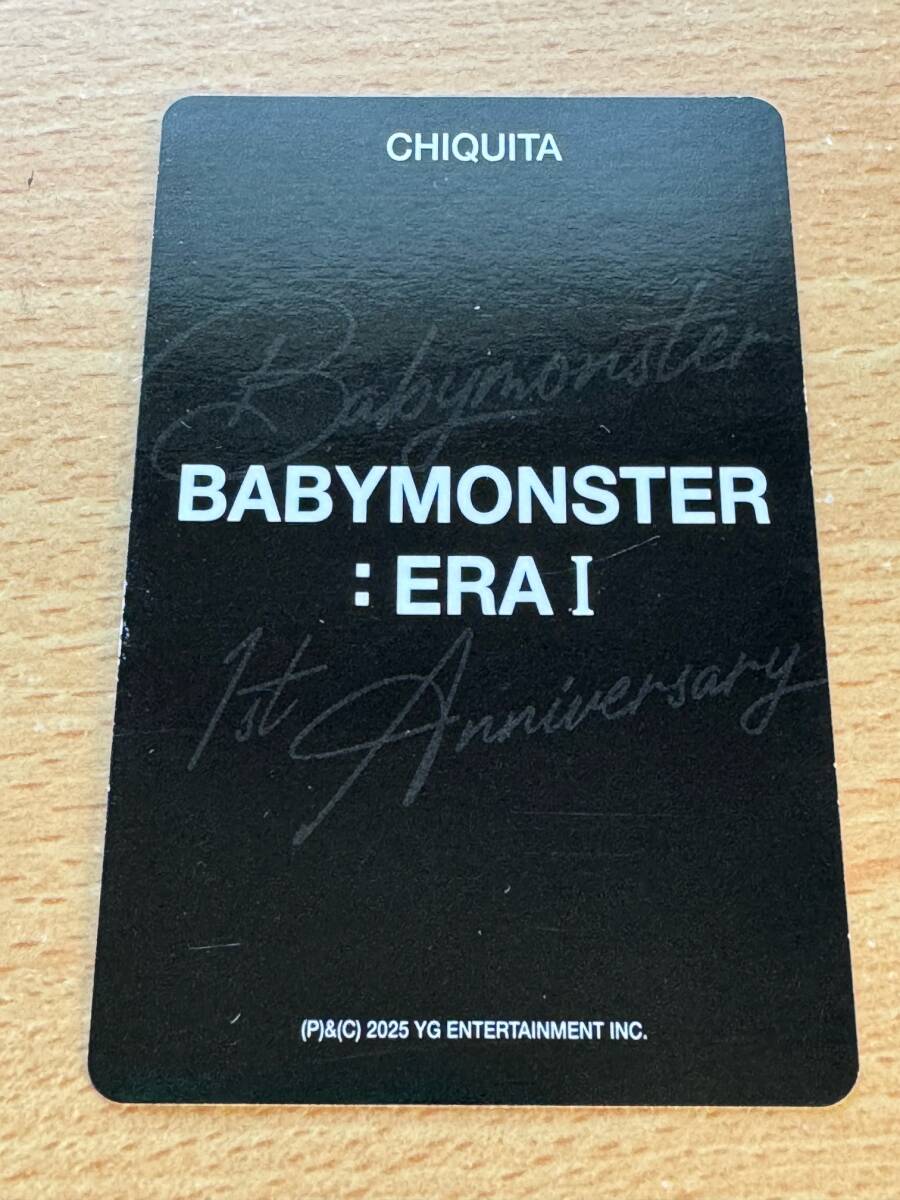 CHIQUITA
Babymonster
BABYMONSTER
: ERA I
1st Anniversary
(P)&(C) 2025 YG ENTERTAINMENT INC.